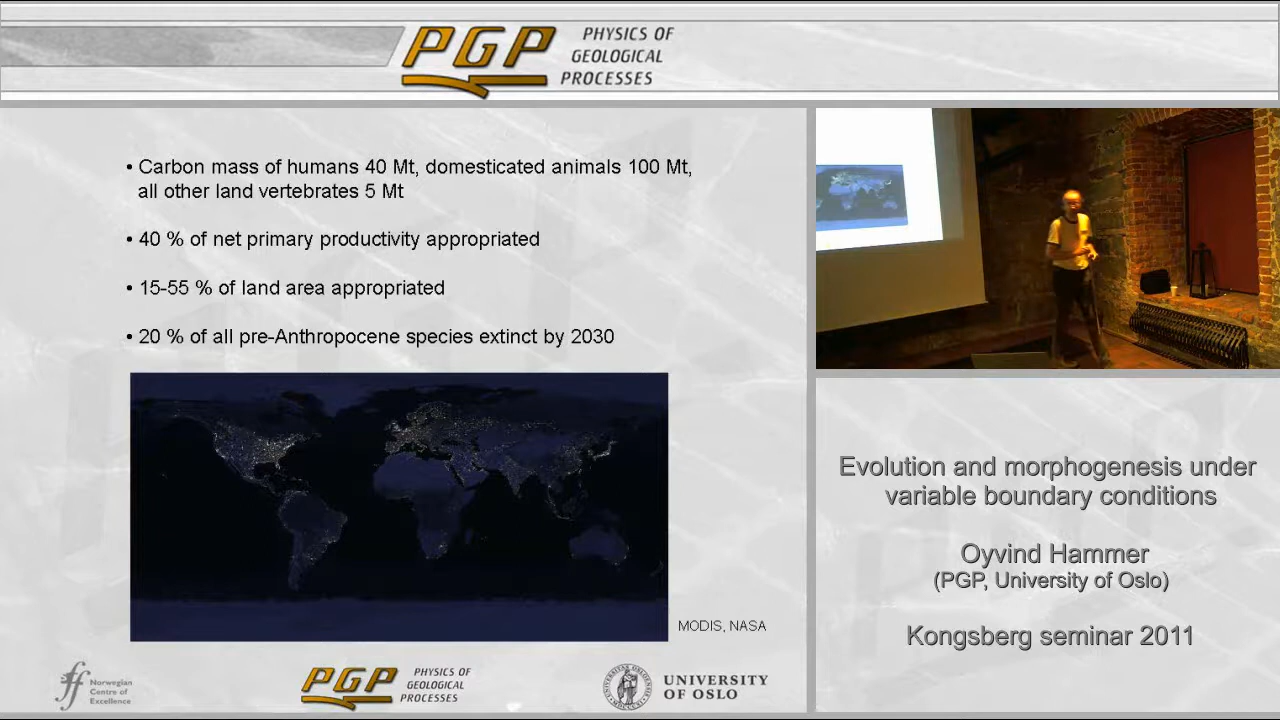 PGP
PHYSICS OF
GEOLOGICAL
PROCESSES
• Carbon mass of humans 40 Mt, domesticated animals 100 Mt,
all other land vertebrates 5 Mt
• 40 % of net primary productivity appropriated
• 15-55 % of land area appropriated
• 20 % of all pre-Anthropocene species extinct by 2030
MODIS, NASA
Evolution and morphogenesis under
variable boundary conditions
Oyvind Hammer
(PGP, University of Oslo)
Kongsberg seminar 2011
Norwegian
Centre of
Excellence
PGP
PHYSICS OF
GEOLOGICAL
PROCESSES
UNIVERSITY
OF OSLO